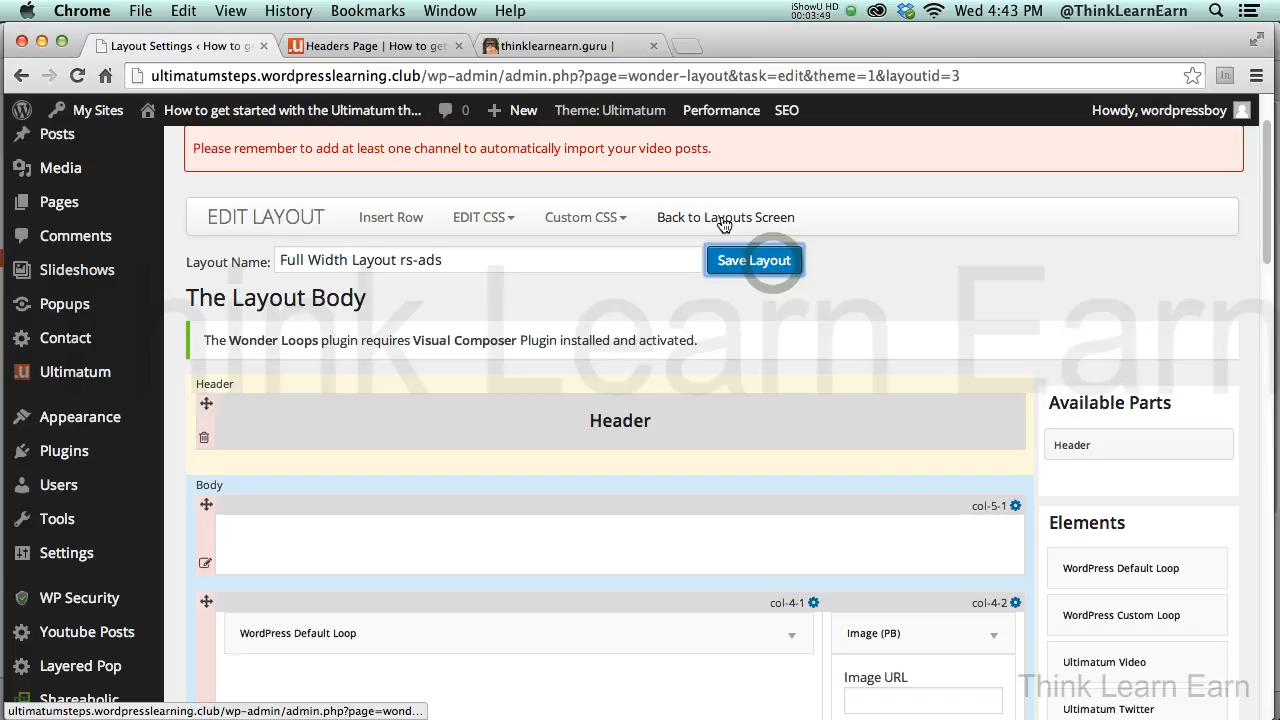 Chrome File Edit View History Bookmarks Window Help iShowU HD 00:03:49 Wed 4:43 PM @ThinkLearnEarn
Layout Settings ‹ How to g
Headers Page | How to get
thinklearnearn.guru |
ultimatumsteps.wordpresslearning.club/wp-admin/admin.php?page=wonder-layout&task=edit&theme=1&layoutid=3
My Sites How to get started with the Ultimatum th... 0 New Theme: Ultimatum Performance SEO Howdy, wordpressboy
Posts
Media
Pages
Comments
Slideshows
Popups
Contact
Ultimatum
Appearance
Plugins
Users
Tools
Settings
WP Security
Youtube Posts
Layered Pop
Shareaholic
Please remember to add at least one channel to automatically import your video posts.
EDIT LAYOUT Insert Row EDIT CSS Custom CSS Back to Layouts Screen
Layout Name: Full Width Layout rs-ads Save Layout
The Layout Body
The Wonder Loops plugin requires Visual Composer Plugin installed and activated.
Header
Header
Body
col-5-1
col-4-1 col-4-2
WordPress Default Loop
Image (PB)
Image URL
Available Parts
Header
Elements
WordPress Default Loop
WordPress Custom Loop
Ultimatum Video
Ultimatum Twitter
Think Learn Earn
Think Learn Earn
ultimatumsteps.wordpresslearning.club/wp-admin/admin.php?page=wond...